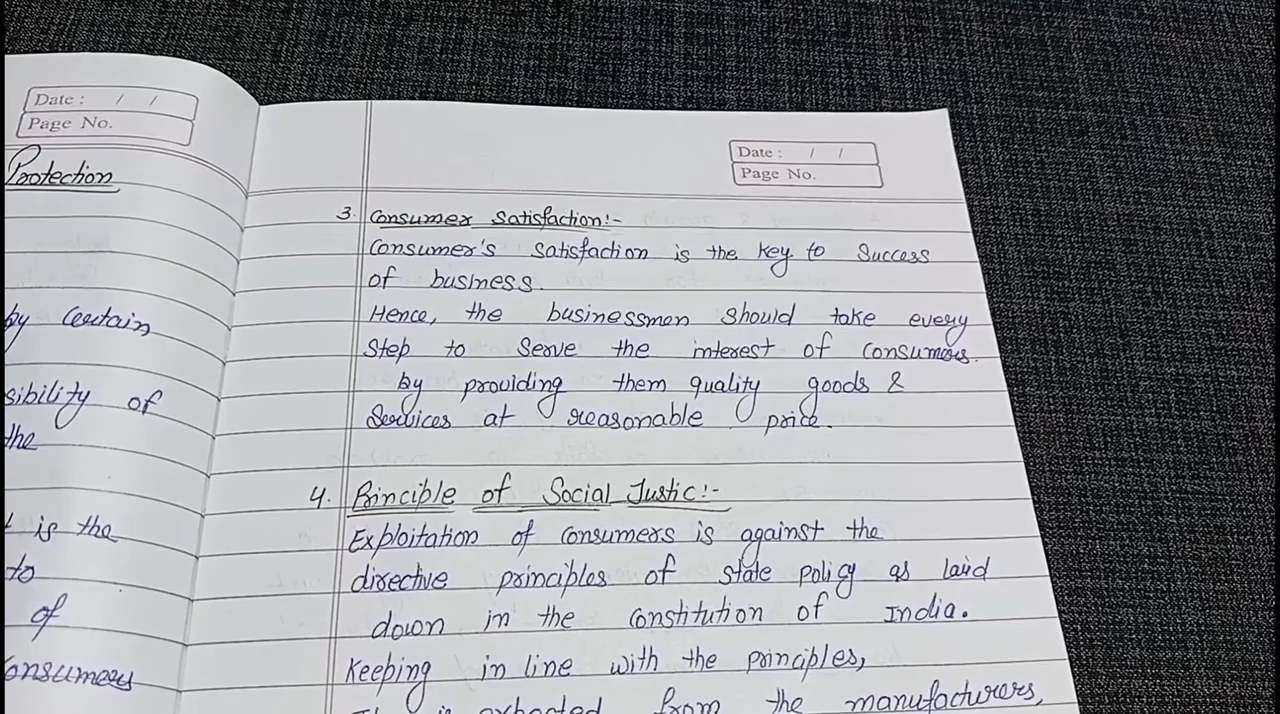 Date : / /
Page No.
Protection
by certain
sibility of
the
is the
to
of
onsumers
Date : / /
Page No.
3. Consumer Satisfaction:-
Consumer's Satisfaction is the key to Success
of business.
Hence, the businessmen should take every
Step to Serve the interest of consumers.
by providing them quality goods &
Services at reasonable price.
4. Principle of Social Justic:-
Exploitation of consumers is against the
directive principles of state policy as laid
down in the constitution of India.
Keeping in line with the principles,
is expected from the manufacturers,